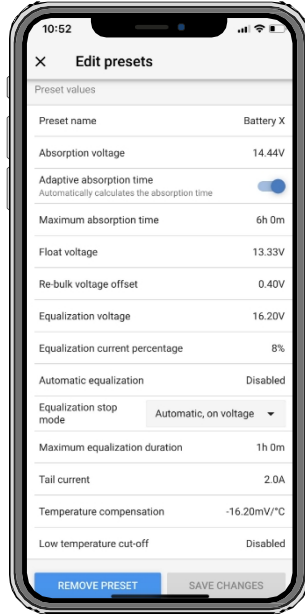 10:52
× Edit presets
Preset values
Preset name Battery X
Absorption voltage 14.44V
Adaptive absorption time
Automatically calculates the absorption time
Maximum absorption time 6h 0m
Float voltage 13.33V
Re-bulk voltage offset 0.40V
Equalization voltage 16.20V
Equalization current percentage 8%
Automatic equalization Disabled
Equalization stop
mode Automatic, on voltage
Maximum equalization duration 1h 0m
Tail current 2.0A
Temperature compensation -16.20mV/°C
Low temperature cut-off Disabled
REMOVE PRESET SAVE CHANGES